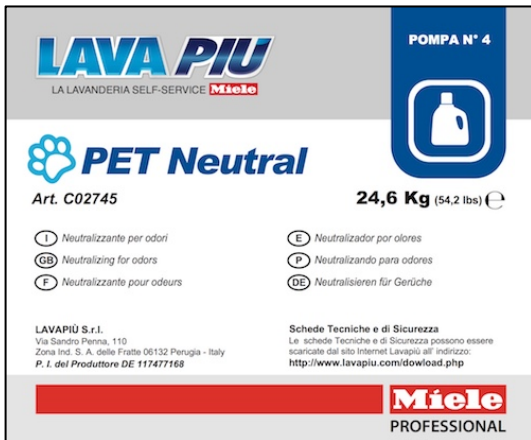 LAVA PIÙ
LA LAVANDERIA SELF-SERVICE Miele
POMPA N° 4
PET Neutral
Art. C02745
24,6 Kg (54,2 lbs) ℮
I Neutralizzante per odori
GB Neutralizing for odors
F Neutralizzante pour odeurs
E Neutralizador por olores
P Neutralizando para odores
DE Neutralisieren für Gerüche
LAVAPIÙ S.r.l.
Via Sandro Penna, 110
Zona Ind. S. A. delle Fratte 06132 Perugia - Italy
P. I. del Produttore DE 117477168
Schede Tecniche e di Sicurezza
Le schede Tecniche e di Sicurezza possono essere
scaricate dal sito Internet Lavapiù all' indirizzo:
http://www.lavapiu.com/dowload.php
Miele
PROFESSIONAL